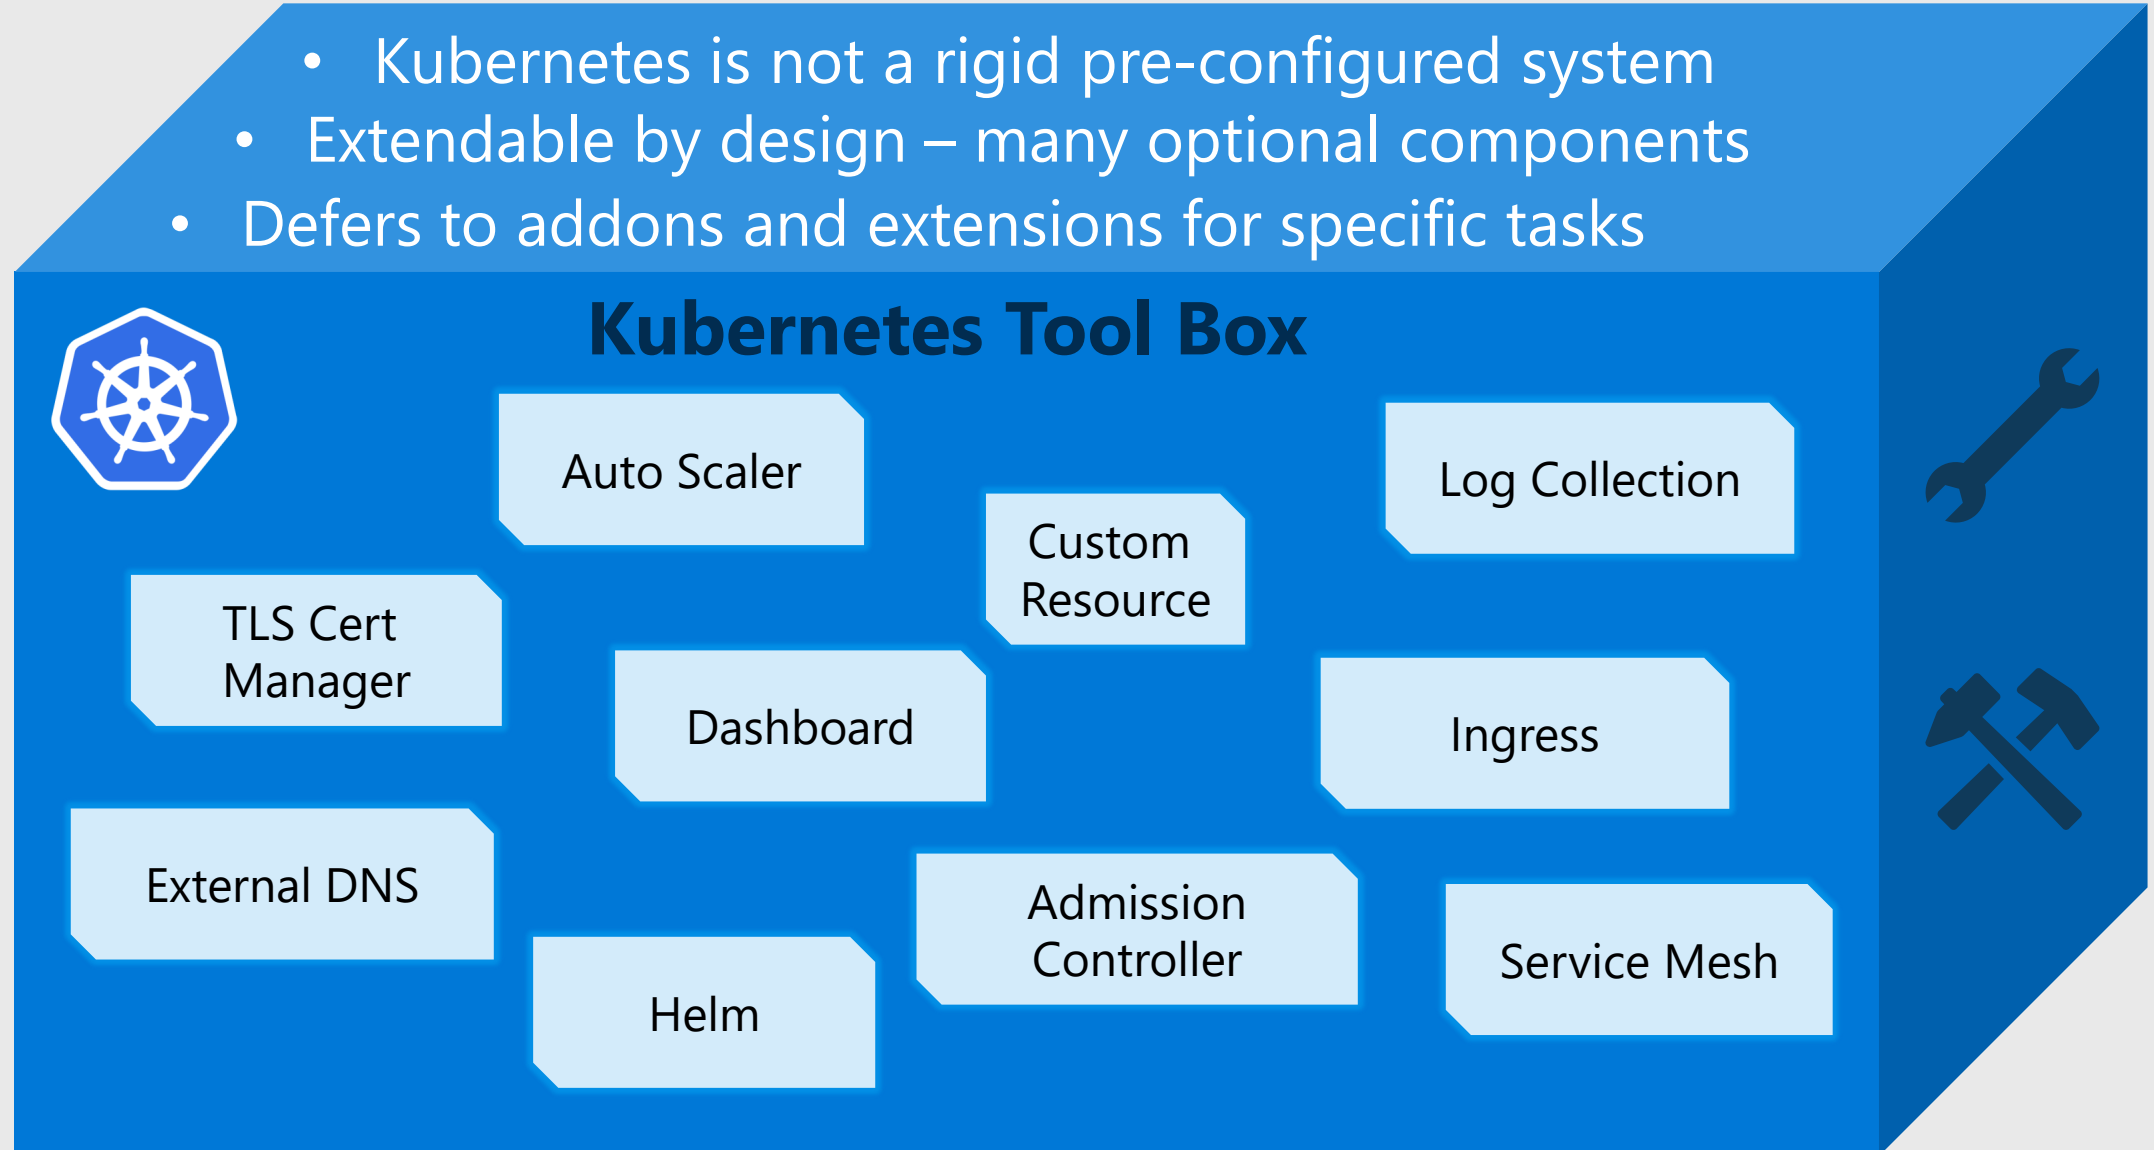 • Kubernetes is not a rigid pre-configured system
• Extendable by design – many optional components
• Defers to addons and extensions for specific tasks
Kubernetes Tool Box
Auto Scaler
Log Collection
Custom
Resource
TLS Cert
Manager
Dashboard
Ingress
External DNS
Admission
Controller
Service Mesh
Helm